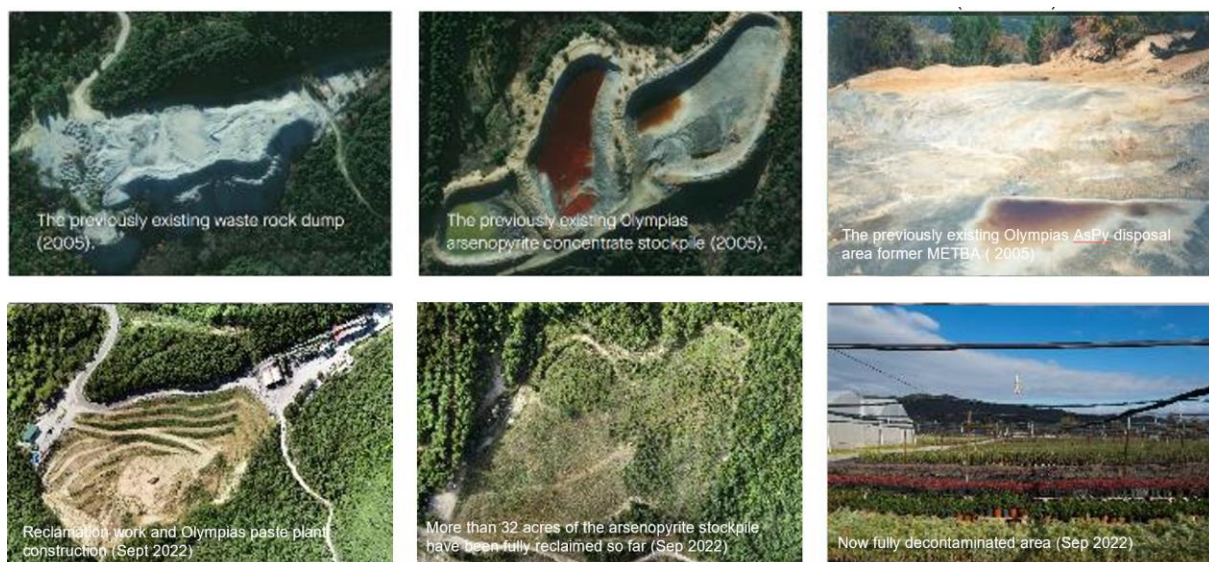 The previously existing waste rock dump
(2005).
The previously existing Olympias
arsenopyrite concentrate stockpile (2005).
The previously existing Olympias AsPy disposal
area former METBA ( 2005)
Reclamation work and Olympias paste plant
construction (Sept 2022)
More than 32 acres of the arsenopyrite stockpile
have been fully reclaimed so far (Sep 2022)
Now fully decontaminated area (Sep 2022)